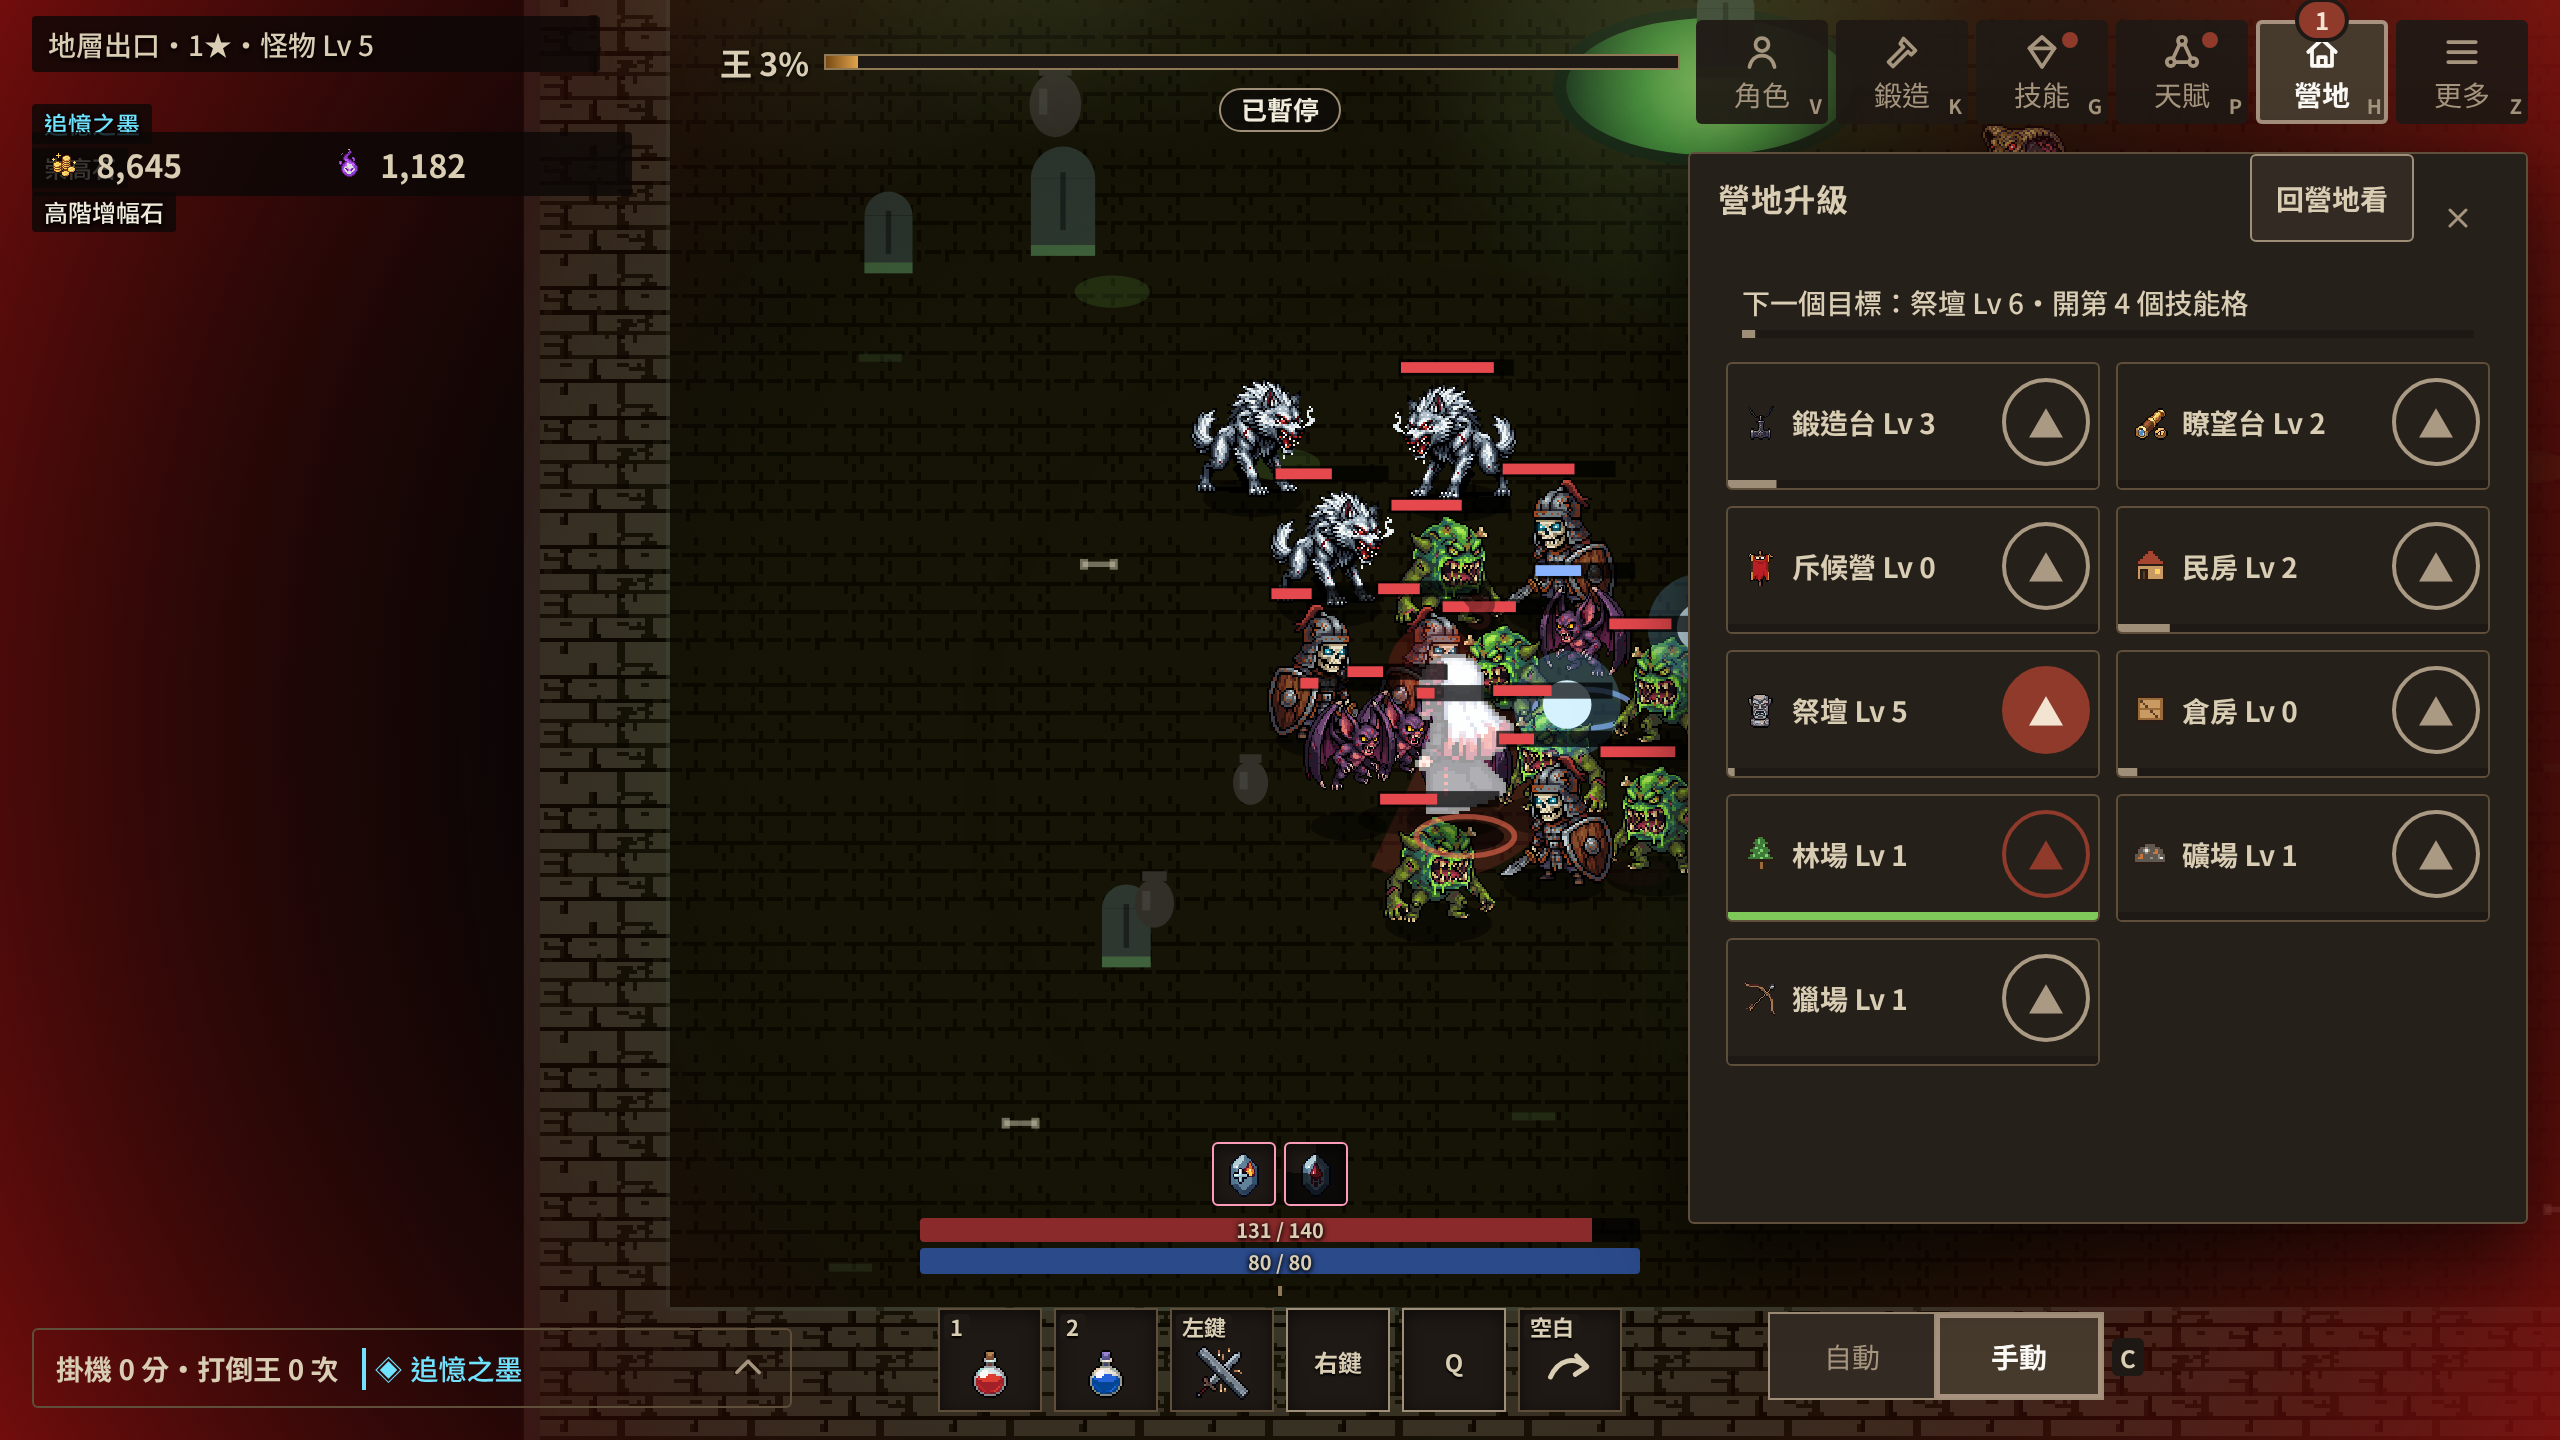 地層出口・1★・怪物 Lv 5
王 3%
已暫停
角色 V
鍛造 K
技能 G
天賦 P
1
營地 H
更多 Z
追憶之墨
8,645
1,182
高階增幅石
營地升級
回營地看
×
下一個目標：祭壇 Lv 6・開第 4 個技能格
鍛造台 Lv 3
瞭望台 Lv 2
斥候營 Lv 0
民房 Lv 2
祭壇 Lv 5
倉房 Lv 0
林場 Lv 1
礦場 Lv 1
獵場 Lv 1
131 / 140
80 / 80
掛機 0 分・打倒王 0 次
◈ 追憶之墨
1
2
左鍵
右鍵
Q
空白
自動
手動
C